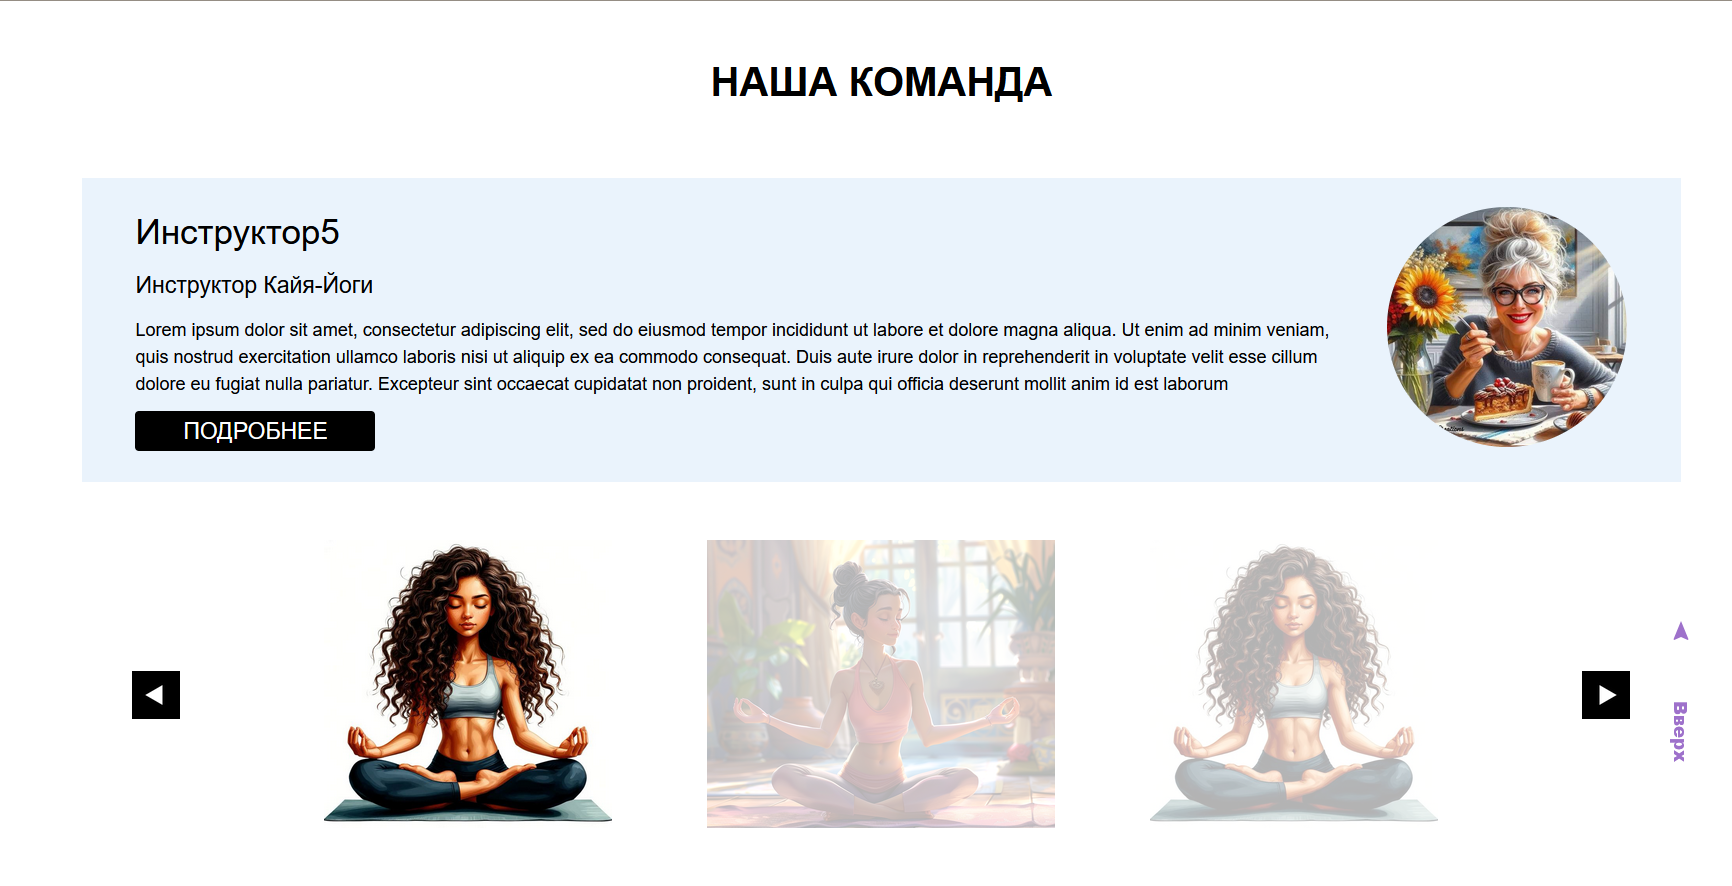 НАША КОМАНДА
Инструктор5
Инструктор Кайя-Йоги
Lorem ipsum dolor sit amet, consectetur adipiscing elit, sed do eiusmod tempor incididunt ut labore et dolore magna aliqua. Ut enim ad minim veniam,
quis nostrud exercitation ullamco laboris nisi ut aliquip ex ea commodo consequat. Duis aute irure dolor in reprehenderit in voluptate velit esse cillum
dolore eu fugiat nulla pariatur. Excepteur sint occaecat cupidatat non proident, sunt in culpa qui officia deserunt mollit anim id est laborum
ПОДРОБНЕЕ
Вверх